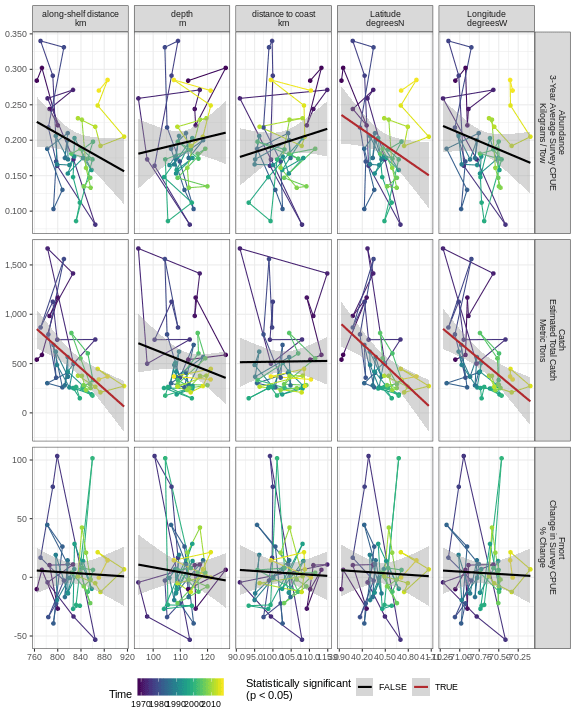 along-shelf distance
km
depth
m
distance to coast
km
Latitude
degreesN
Longitude
degreesW
0.350
0.300
0.250
0.200
0.150
0.100
Abundance
3-Year Average Survey CPUE
Kilograms / Tow
1,500
1,000
500
0
Catch
Estimated Total Catch
Metric Tons
100
50
0
-50
Fmort
Change in Survey CPUE
% Change
760 800 840 880 920
100 110 120
Time
1970 1980 1990 2000 2010
Statistically significant
(p < 0.05)
FALSE
TRUE